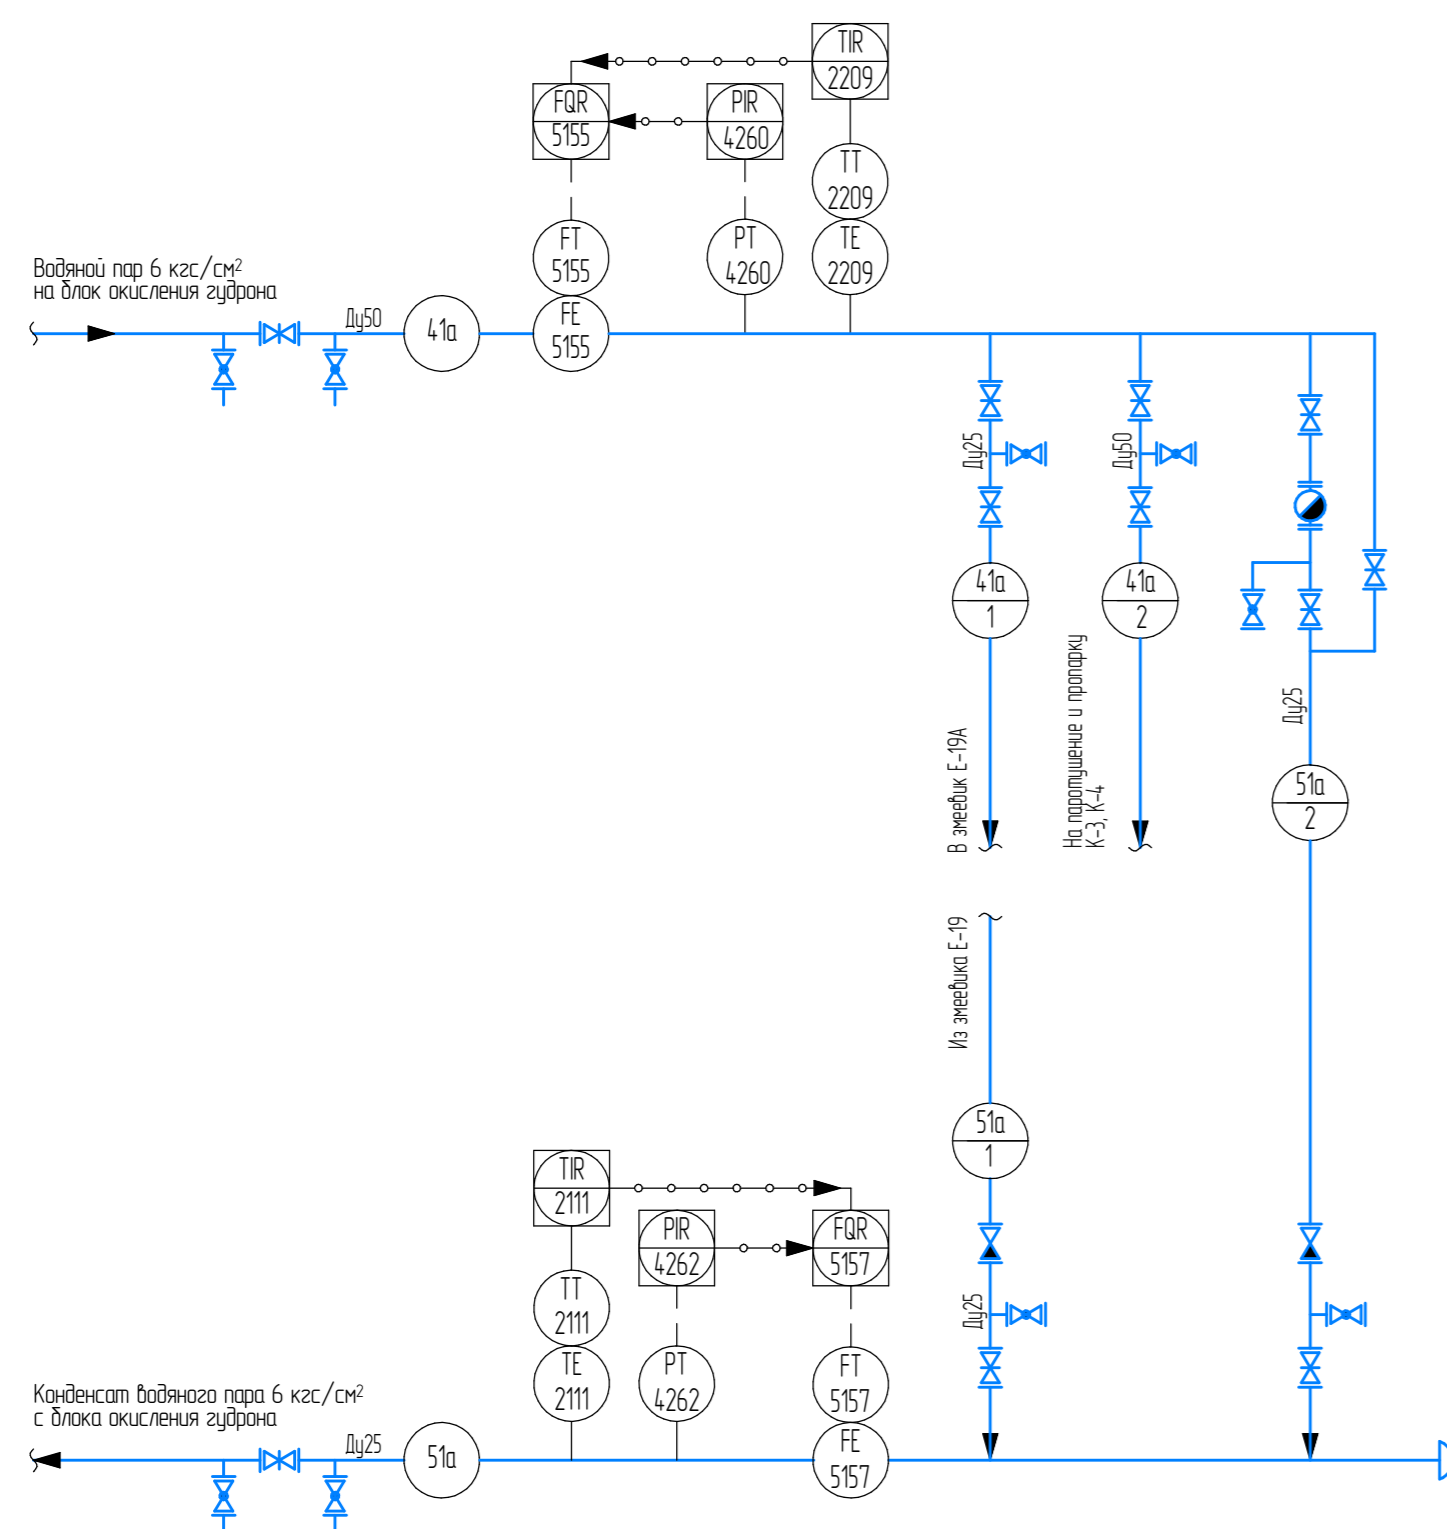 TIR
2209
FQR
5155
PIR
4260
TT
2209
FT
5155
PT
4260
TE
2209
Водяной пар 6 кгс/см²
на блок окисления гудрона
Ду50
41а
FE
5155
Ду25
Ду50
41а
1
41а
2
В змеевик Е-19А
На паротушение и пропарку
К-3, К-4
Ду25
51а
2
Из змеевика Е-19
51а
1
TIR
2111
PIR
4262
FQR
5157
TT
2111
Ду25
TE
2111
PT
4262
FT
5157
Конденсат водяного пара 6 кгс/см²
с блока окисления гудрона
Ду25
51а
FE
5157